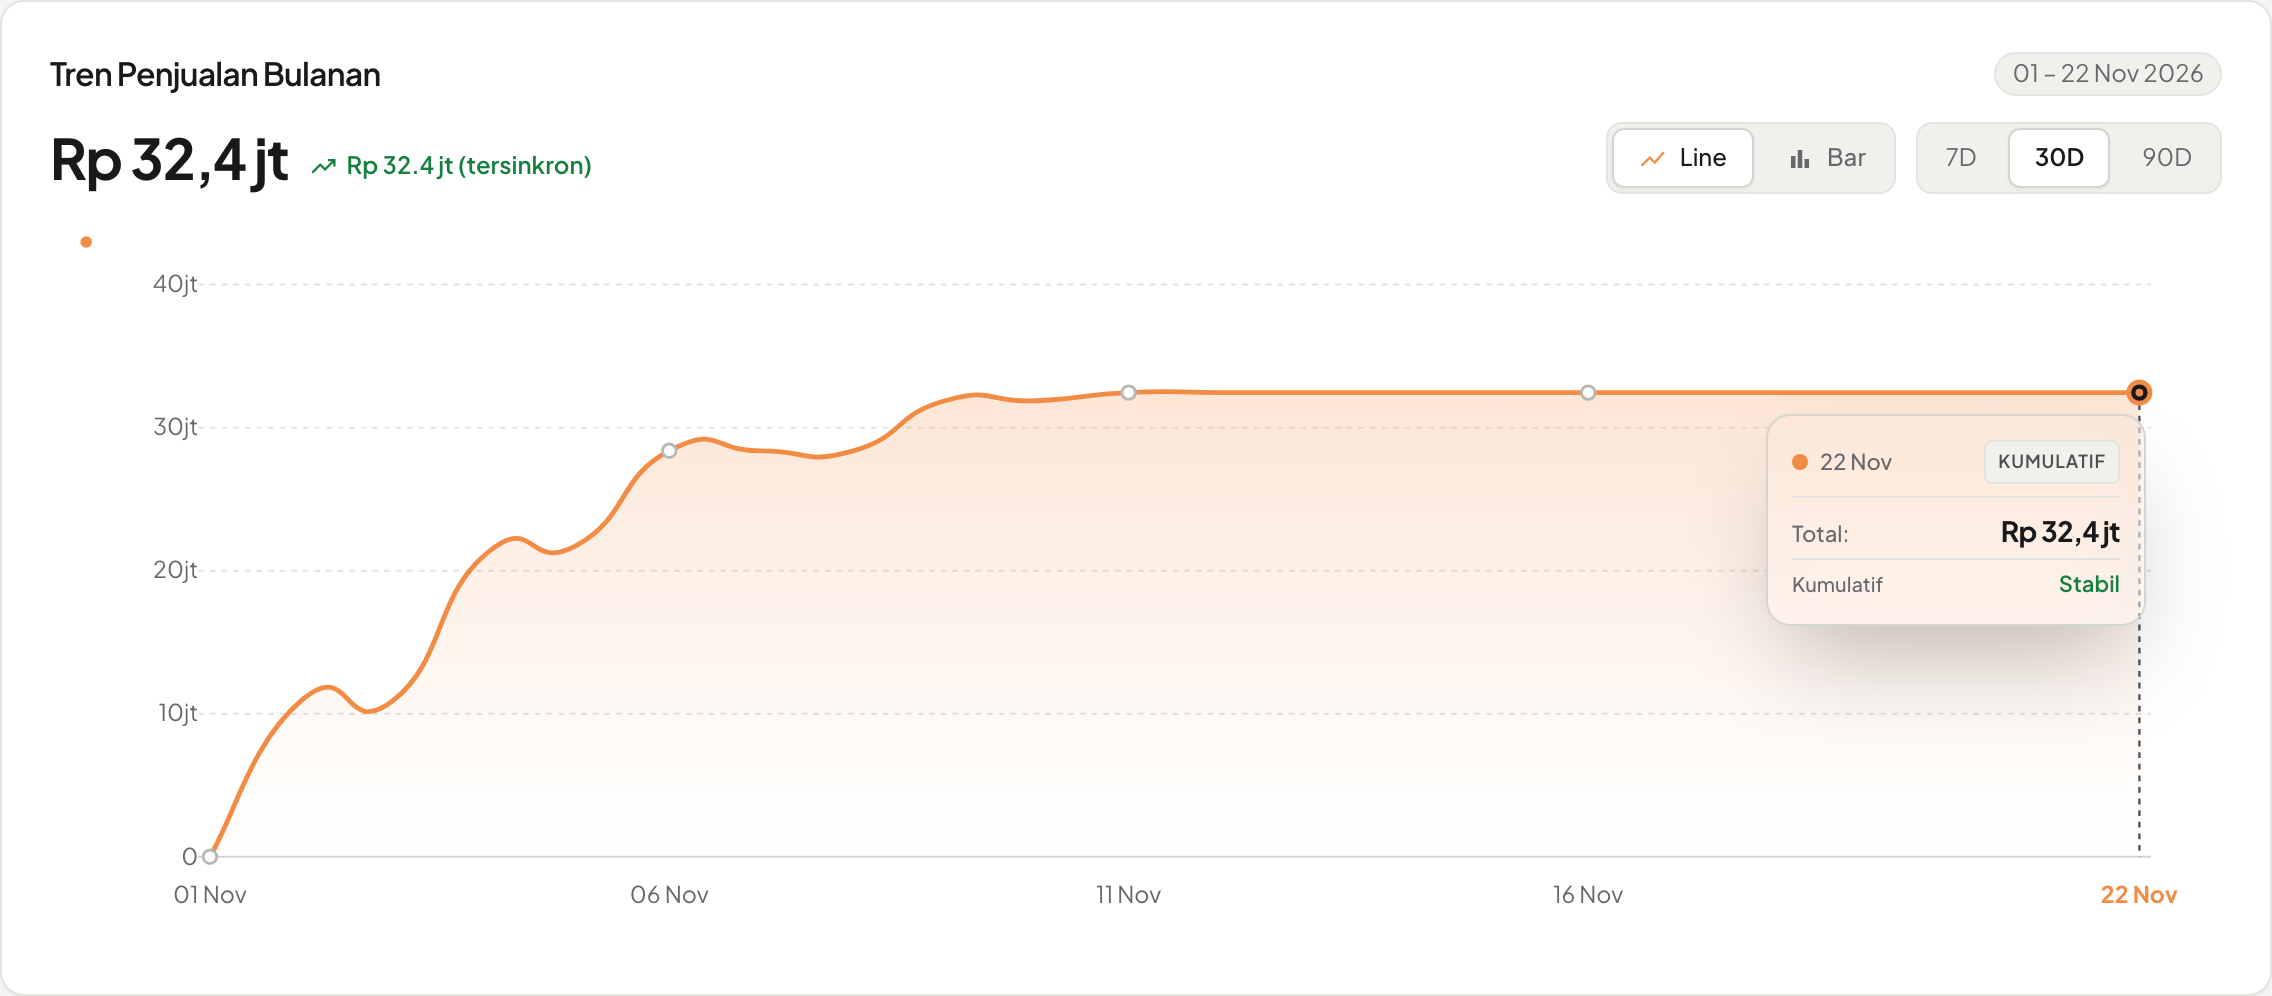 Tren Penjualan Bulanan
01 – 22 Nov 2026
Rp 32,4 jt
Rp 32.4 jt (tersinkron)
Line
Bar
7D
30D
90D
40jt
30jt
20jt
10jt
0
22 Nov
KUMULATIF
Total:
Rp 32,4 jt
Kumulatif
Stabil
01 Nov
06 Nov
11 Nov
16 Nov
22 Nov